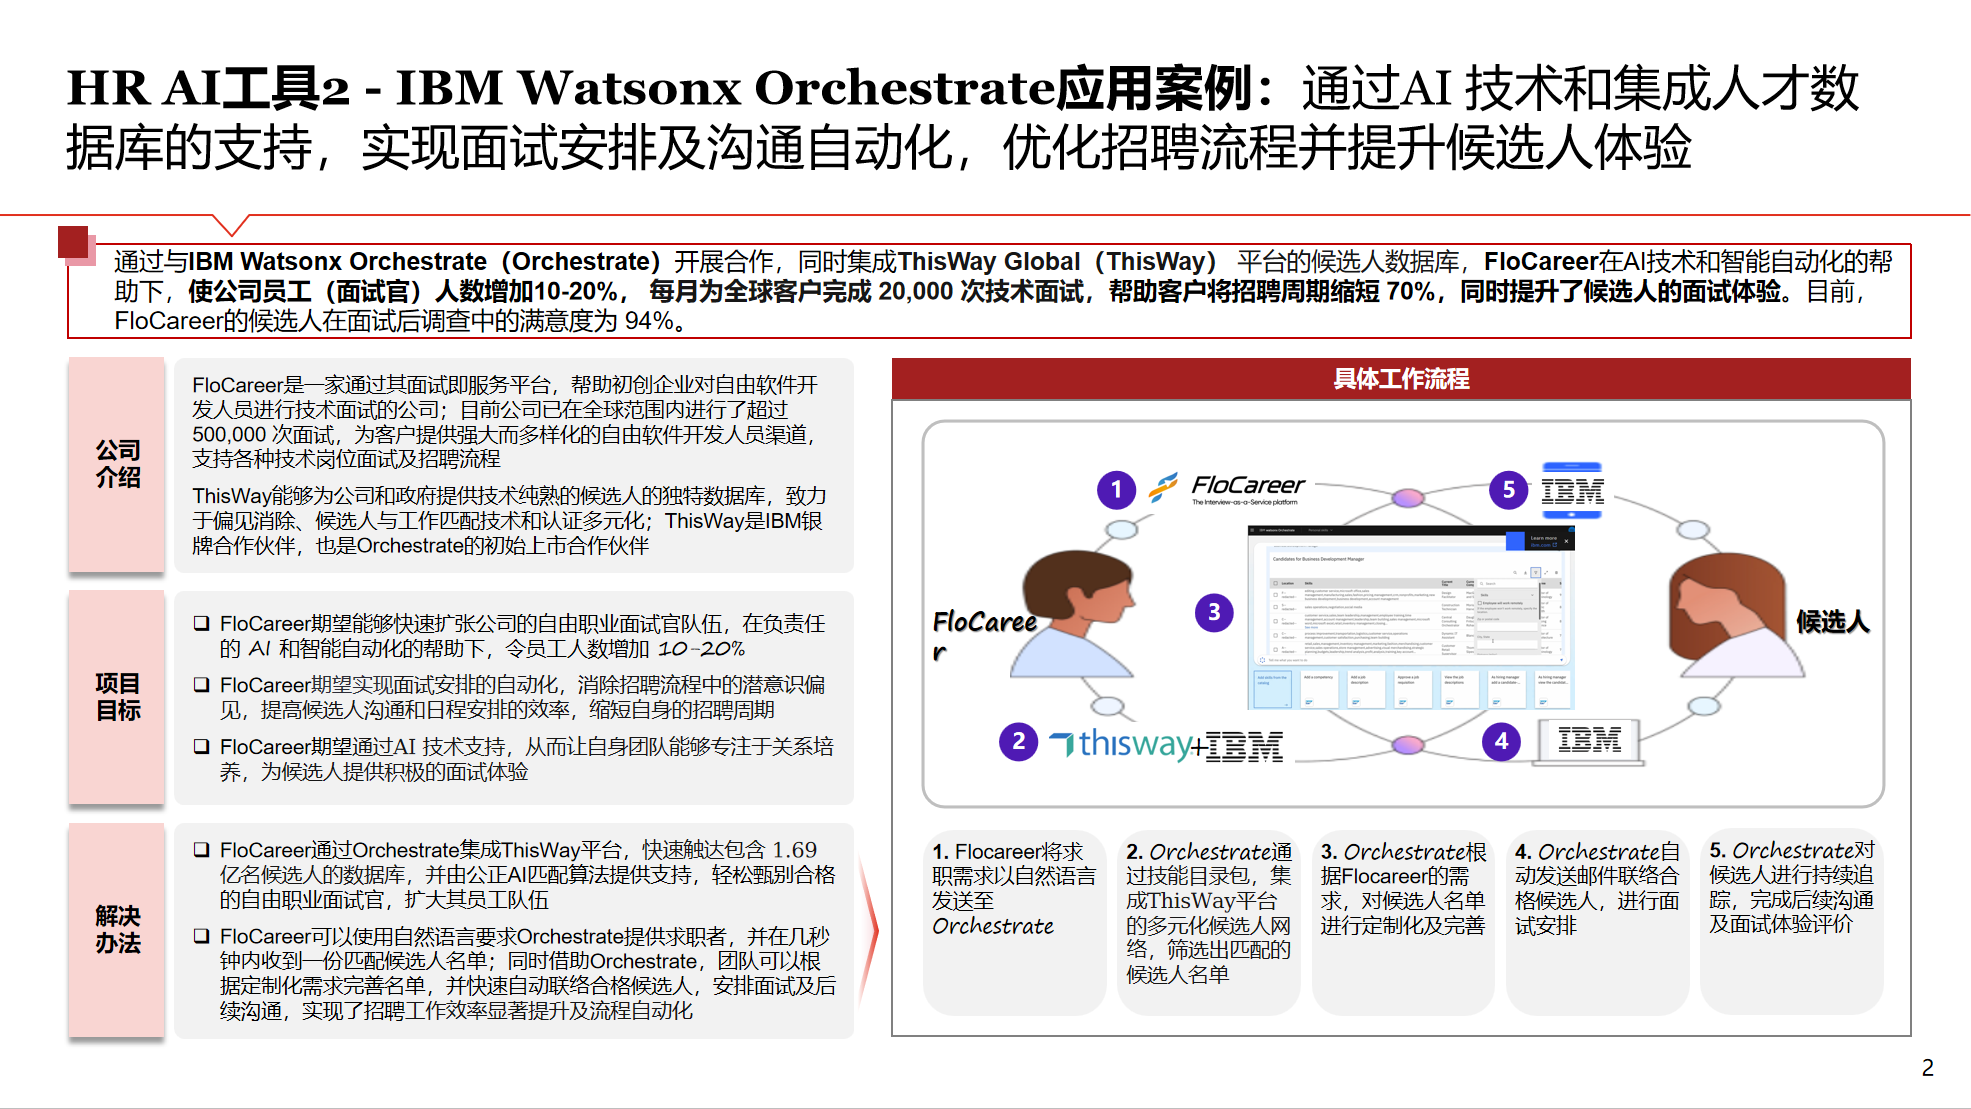 HR AI工具2 - IBM Watsonx Orchestrate应用案例：通过AI 技术和集成人才数
据库的支持，实现面试安排及沟通自动化，优化招聘流程并提升候选人体验
通过与IBM Watsonx Orchestrate（Orchestrate）开展合作，同时集成ThisWay Global（ThisWay） 平台的候选人数据库，FloCareer在AI技术和智能自动化的帮
助下，使公司员工（面试官）人数增加10-20%， 每月为全球客户完成 20,000 次技术面试，帮助客户将招聘周期缩短 70%，同时提升了候选人的面试体验。目前，
FloCareer的候选人在面试后调查中的满意度为 94%。
公司
介绍
FloCareer是一家通过其面试即服务平台，帮助初创企业对自由软件开
发人员进行技术面试的公司；目前公司已在全球范围内进行了超过
500,000 次面试，为客户提供强大而多样化的自由软件开发人员渠道，
支持各种技术岗位面试及招聘流程
ThisWay能够为公司和政府提供技术纯熟的候选人的独特数据库，致力
于偏见消除、候选人与工作匹配技术和认证多元化；ThisWay是IBM银
牌合作伙伴，也是Orchestrate的初始上市合作伙伴
项目
目标
❑ FloCareer期望能够快速扩张公司的自由职业面试官队伍，在负责任
的 AI 和智能自动化的帮助下，令员工人数增加 10-20%
❑ FloCareer期望实现面试安排的自动化，消除招聘流程中的潜意识偏
见，提高候选人沟通和日程安排的效率，缩短自身的招聘周期
❑ FloCareer期望通过AI 技术支持，从而让自身团队能够专注于关系培
养，为候选人提供积极的面试体验
解决
办法
❑ FloCareer通过Orchestrate集成ThisWay平台，快速触达包含 1.69
亿名候选人的数据库，并由公正AI匹配算法提供支持，轻松甄别合格
的自由职业面试官，扩大其员工队伍
❑ FloCareer可以使用自然语言要求Orchestrate提供求职者，并在几秒
钟内收到一份匹配候选人名单；同时借助Orchestrate，团队可以根
据定制化需求完善名单，并快速自动联络合格候选人，安排面试及后
续沟通，实现了招聘工作效率显著提升及流程自动化
具体工作流程
1
FloCareer
The Interview-as-a-Service platform
5
IBM
FloCaree
r
3
Candidates for Business Development Manager
候选人
2
thisway+IBM
4
IBM
1. Flocareer将求
职需求以自然语言
发送至
Orchestrate
2. Orchestrate通
过技能目录包，集
成ThisWay平台
的多元化候选人网
络，筛选出匹配的
候选人名单
3. Orchestrate根
据Flocareer的需
求，对候选人名单
进行定制化及完善
4. Orchestrate自
动发送邮件联络合
格候选人，进行面
试安排
5. Orchestrate对
候选人进行持续追
踪，完成后续沟通
及面试体验评价
2